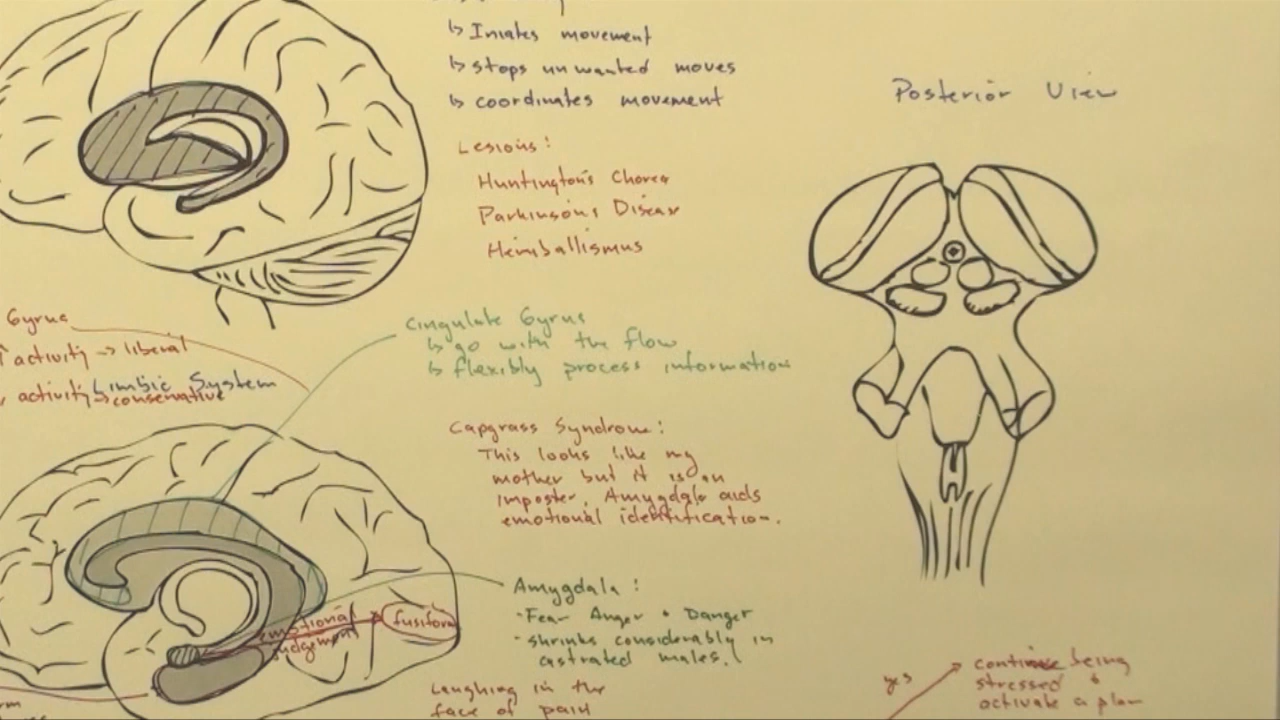 ↳ Iniates movement
↳ stops unwanted moves
↳ coordinates movement
Posterior View
Lesions:
Huntington's Chorea
Parkinson's Disease
Hemiballismus
Gyrus
↑ activity → liberal
activity → conservative
Limbic System
Cingulate Gyrus
↳ go with the flow
↳ flexibly process information
Capgrass Syndrome:
This looks like my
mother but it is an
imposter. Amygdala aids
emotional identification.
Amygdala:
- Fear Anger + Danger
- shrinks considerably in
castrated males.
emotional
judgement
fusiform
Laughing in the
face of pain
yes
continue being
stressed +
activate a plan